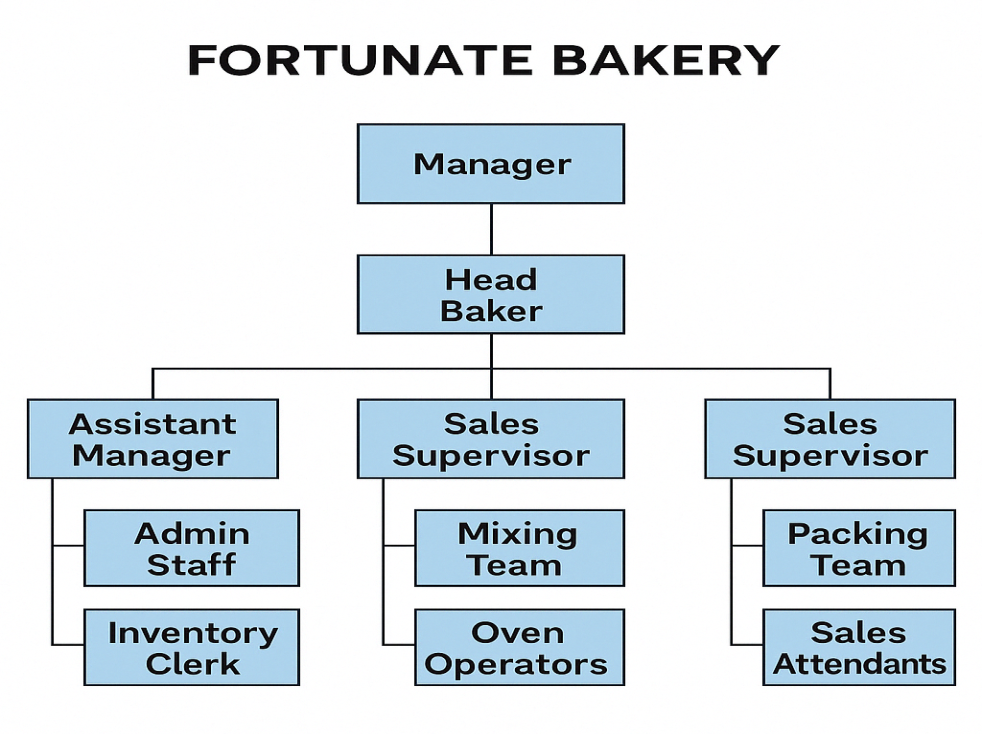 FORTUNATE BAKERY
Manager
Head
Baker
Assistant
Manager
Admin
Staff
Inventory
Clerk
Sales
Supervisor
Mixing
Team
Oven
Operators
Sales
Supervisor
Packing
Team
Sales
Attendants